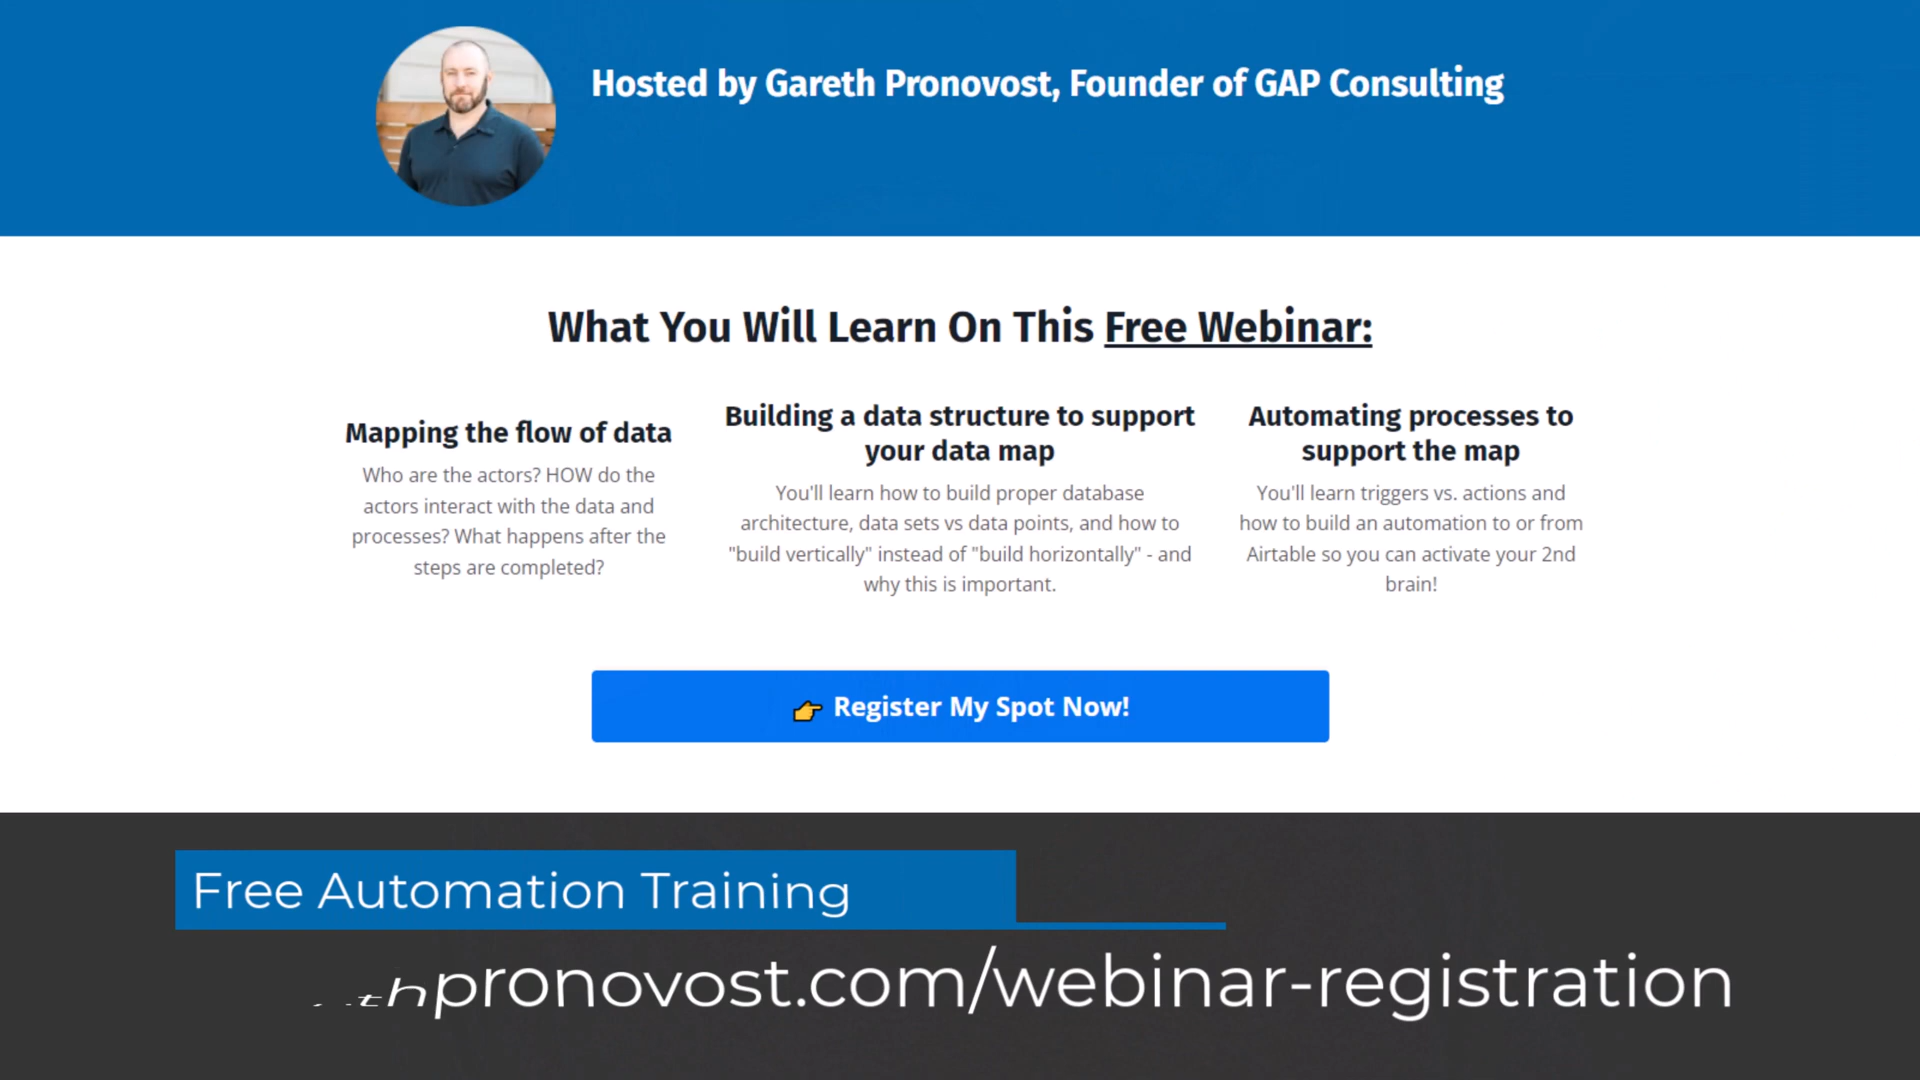 Hosted by Gareth Pronovost, Founder of GAP Consulting
What You Will Learn On This Free Webinar:
Mapping the flow of data
Who are the actors? HOW do the
actors interact with the data and
processes? What happens after the
steps are completed?
Building a data structure to support
your data map
You'll learn how to build proper database
architecture, data sets vs data points, and how to
"build vertically" instead of "build horizontally" - and
why this is important.
Automating processes to
support the map
You'll learn triggers vs. actions and
how to build an automation to or from
Airtable so you can activate your 2nd
brain!
👉 Register My Spot Now!
Free Automation Training
thpronovost.com/webinar-registration